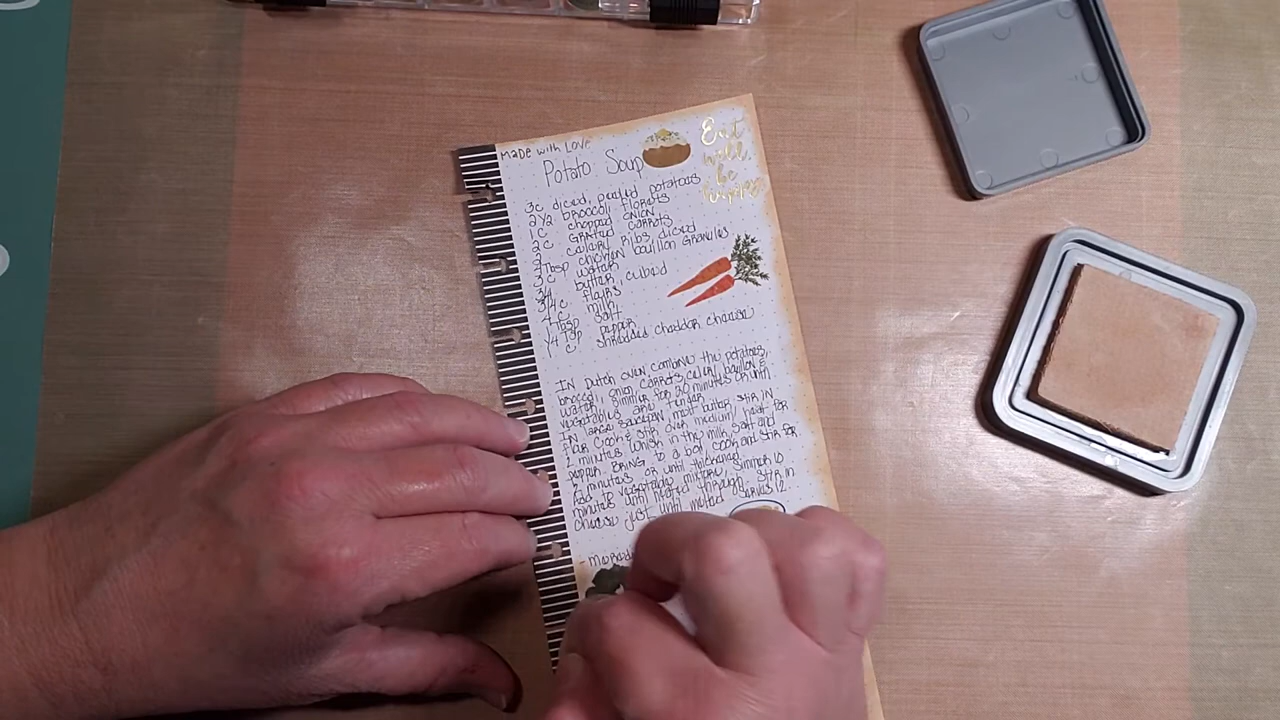 Made with Love
Potato Soup
Eat
well,
be
happy
3c diced, peeled potatoes
2 1/2 broccoli florets
1 C chopped onion
2 C grated carrots
2 celery ribs diced
Tbsp chicken bouillon granules
3 C water
3/4 butter, cubed
3/4 C flour
4 C milk
1 tsp salt
1/4 tsp pepper
1 C shredded cheddar cheese
IN Dutch oven combine the potatoes,
broccoli, onion, carrots, celery, bouillon &
water. Simmer for 20 minutes or until
vegetables are tender.
IN large saucepan melt butter, stir IN
flour. Cook & stir over medium heat for
2 minutes. Whish in the milk, salt and
pepper. Bring to a boil. Cook and stir for
2 minutes or until thickened.
Add to vegetable mixture, simmer 10
minutes until heated through. Stir in
cheese just until melted. Serves 12